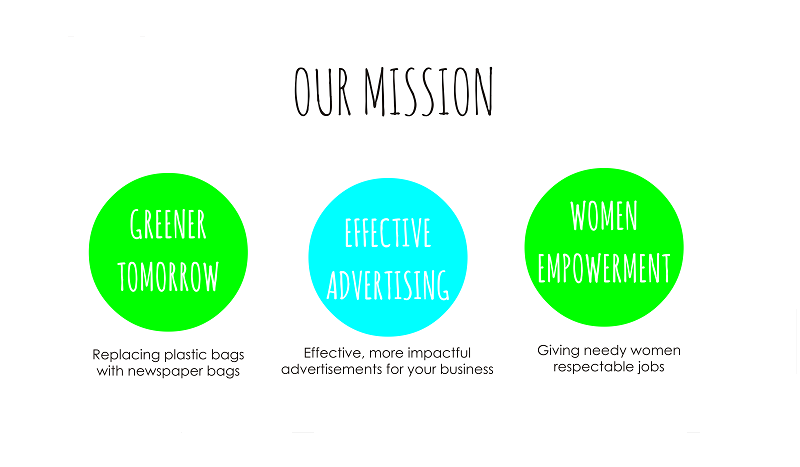 OUR MISSION
GREENER
TOMORROW
Replacing plastic bags
with newspaper bags
EFFECTIVE
ADVERTISING
Effective, more impactful
advertisements for your business
WOMEN
EMPOWERMENT
Giving needy women
respectable jobs